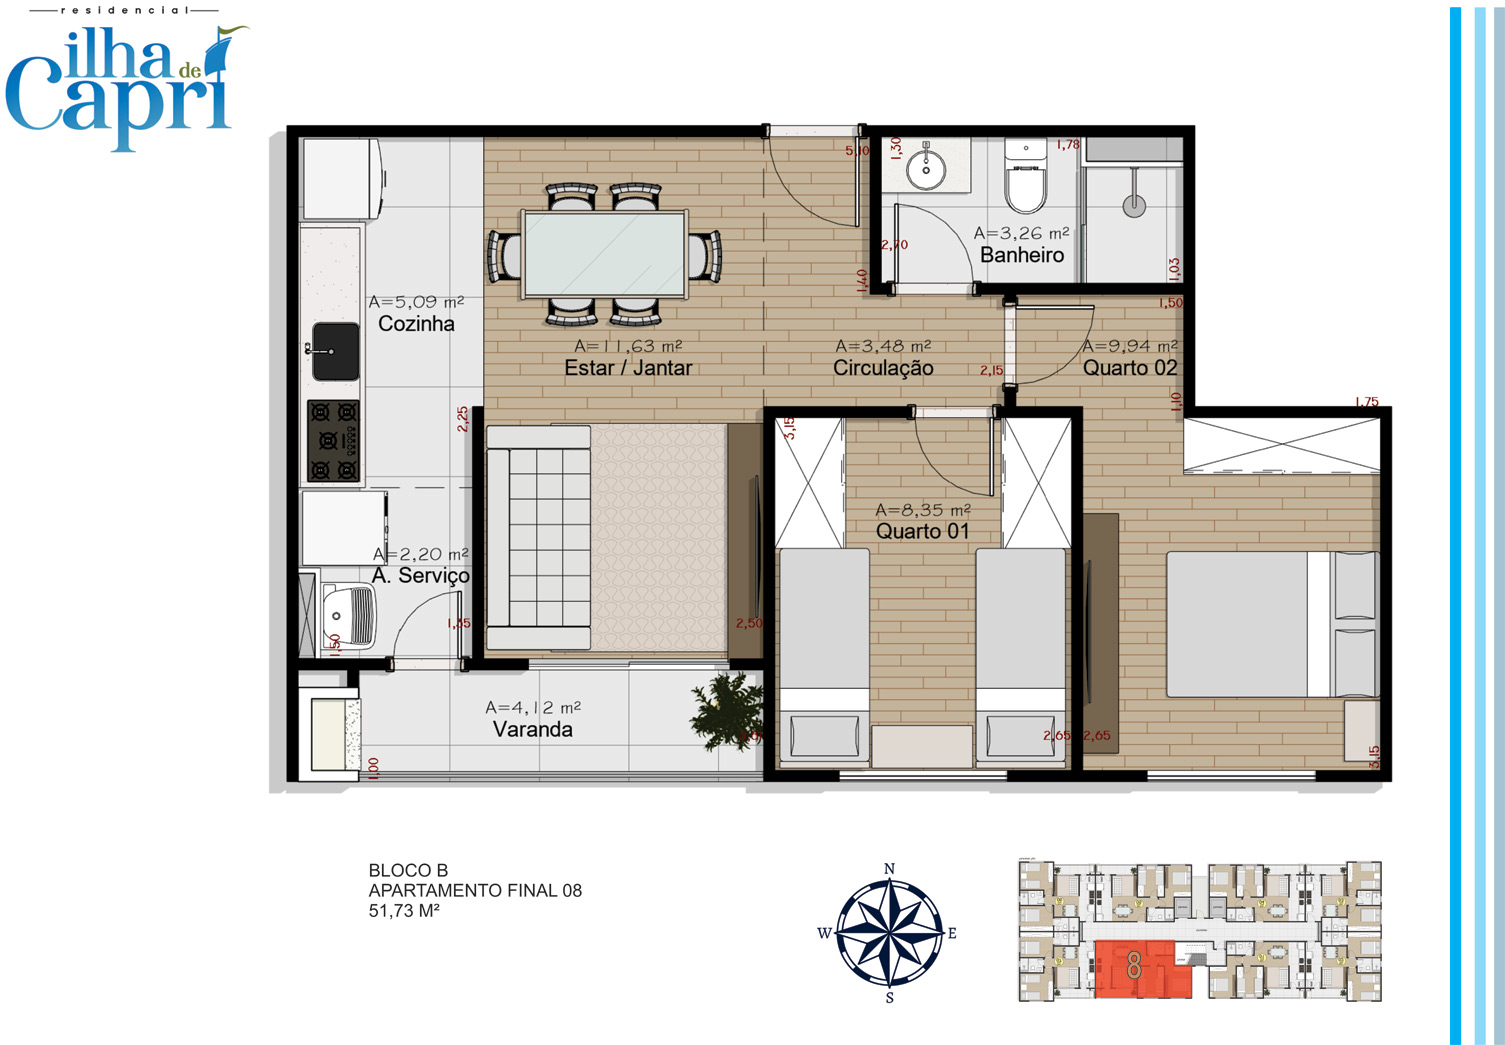 residencial
ilha de
Capri
5,10
1,30
1,78
A=3,26 m²
Banheiro
2,70
1,03
1,40
A=5,09 m²
Cozinha
1,50
A=11,63 m²
Estar / Jantar
A=3,48 m²
Circulação
2,15
A=9,94 m²
Quarto 02
1,10
1,75
2,25
3,15
A=8,35 m²
Quarto 01
A=2,20 m²
A. Serviço
1,50
2,50
A=4,12 m²
Varanda
1,00
2,65
2,65
3,15
BLOCO B
APARTAMENTO FINAL 08
51,73 M²
N
W
E
S
8